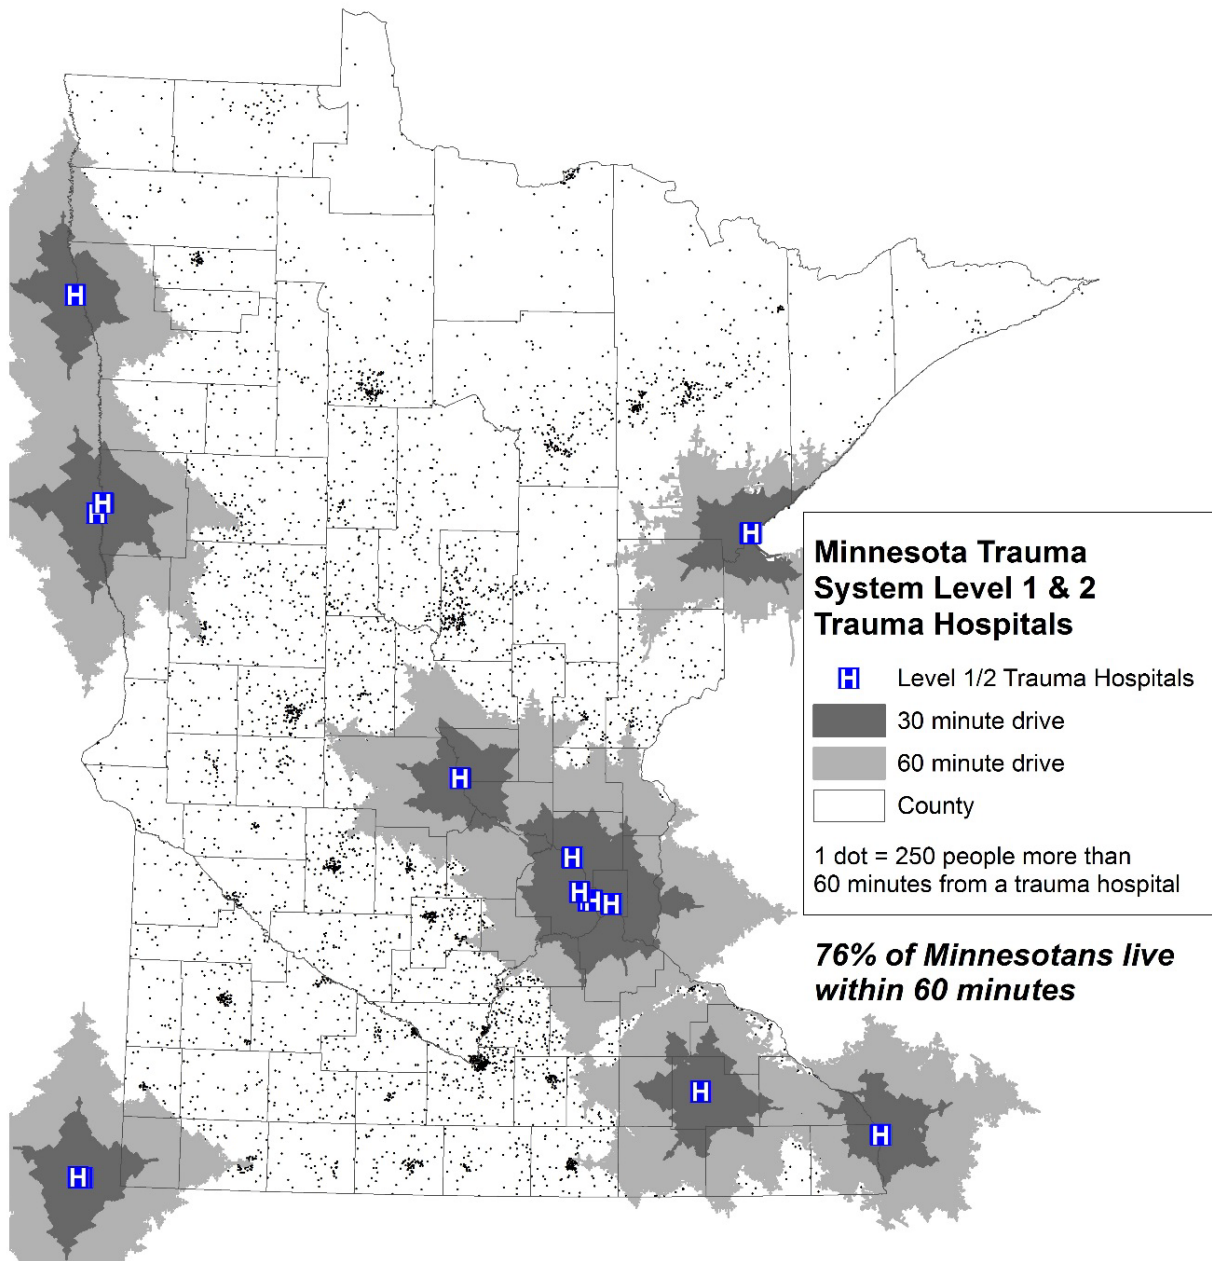 H
H
H
H
Minnesota Trauma
System Level 1 & 2
Trauma Hospitals
H Level 1/2 Trauma Hospitals
30 minute drive
60 minute drive
County
1 dot = 250 people more than
60 minutes from a trauma hospital
76% of Minnesotans live
within 60 minutes
H
H
H
H
H
H
H
H
H